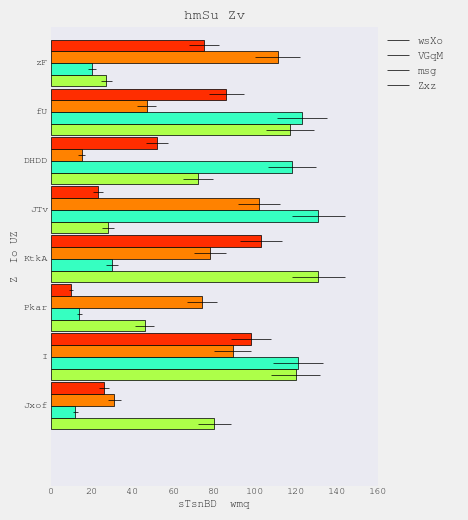 hmSu Zv
wsXo
VGqM
msg
Zxz
zF
fU
DHDD
JTv
KtkA
Pkar
I
Jxof
Z Io UZ
0 20 40 60 80 100 120 140 160
sTsnBD wmq